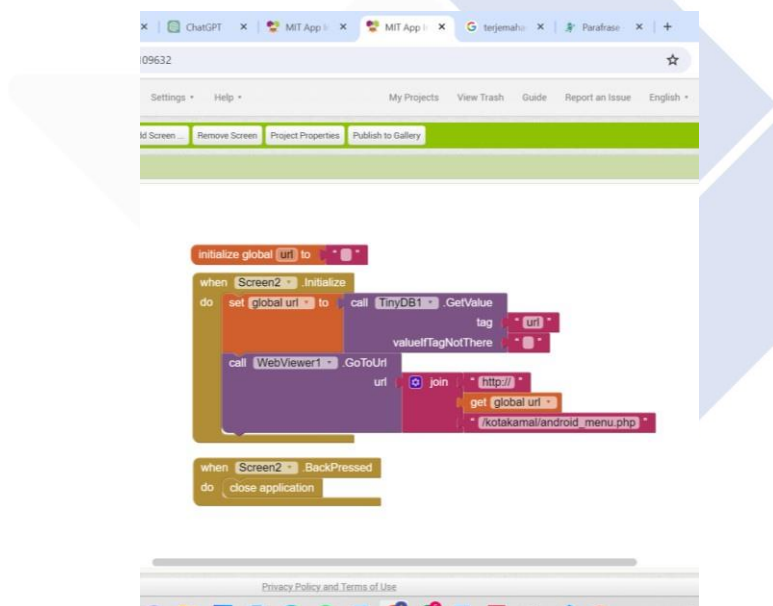 ChatGPT MIT App I MIT App I G terjemaha Parafrase
109632
Settings Help My Projects View Trash Guide Report an Issue English
ld Screen ... Remove Screen Project Properties Publish to Gallery
initialize global url to " "
when Screen2 .Initialize
do set global url to call TinyDB1 .GetValue
tag " url "
valueIfTagNotThere " "
call WebViewer1 .GoToUrl
url join " http:// "
get global url
" /kotakamal/android_menu.php "
when Screen2 .BackPressed
do close application
Privacy Policy and Terms of Use